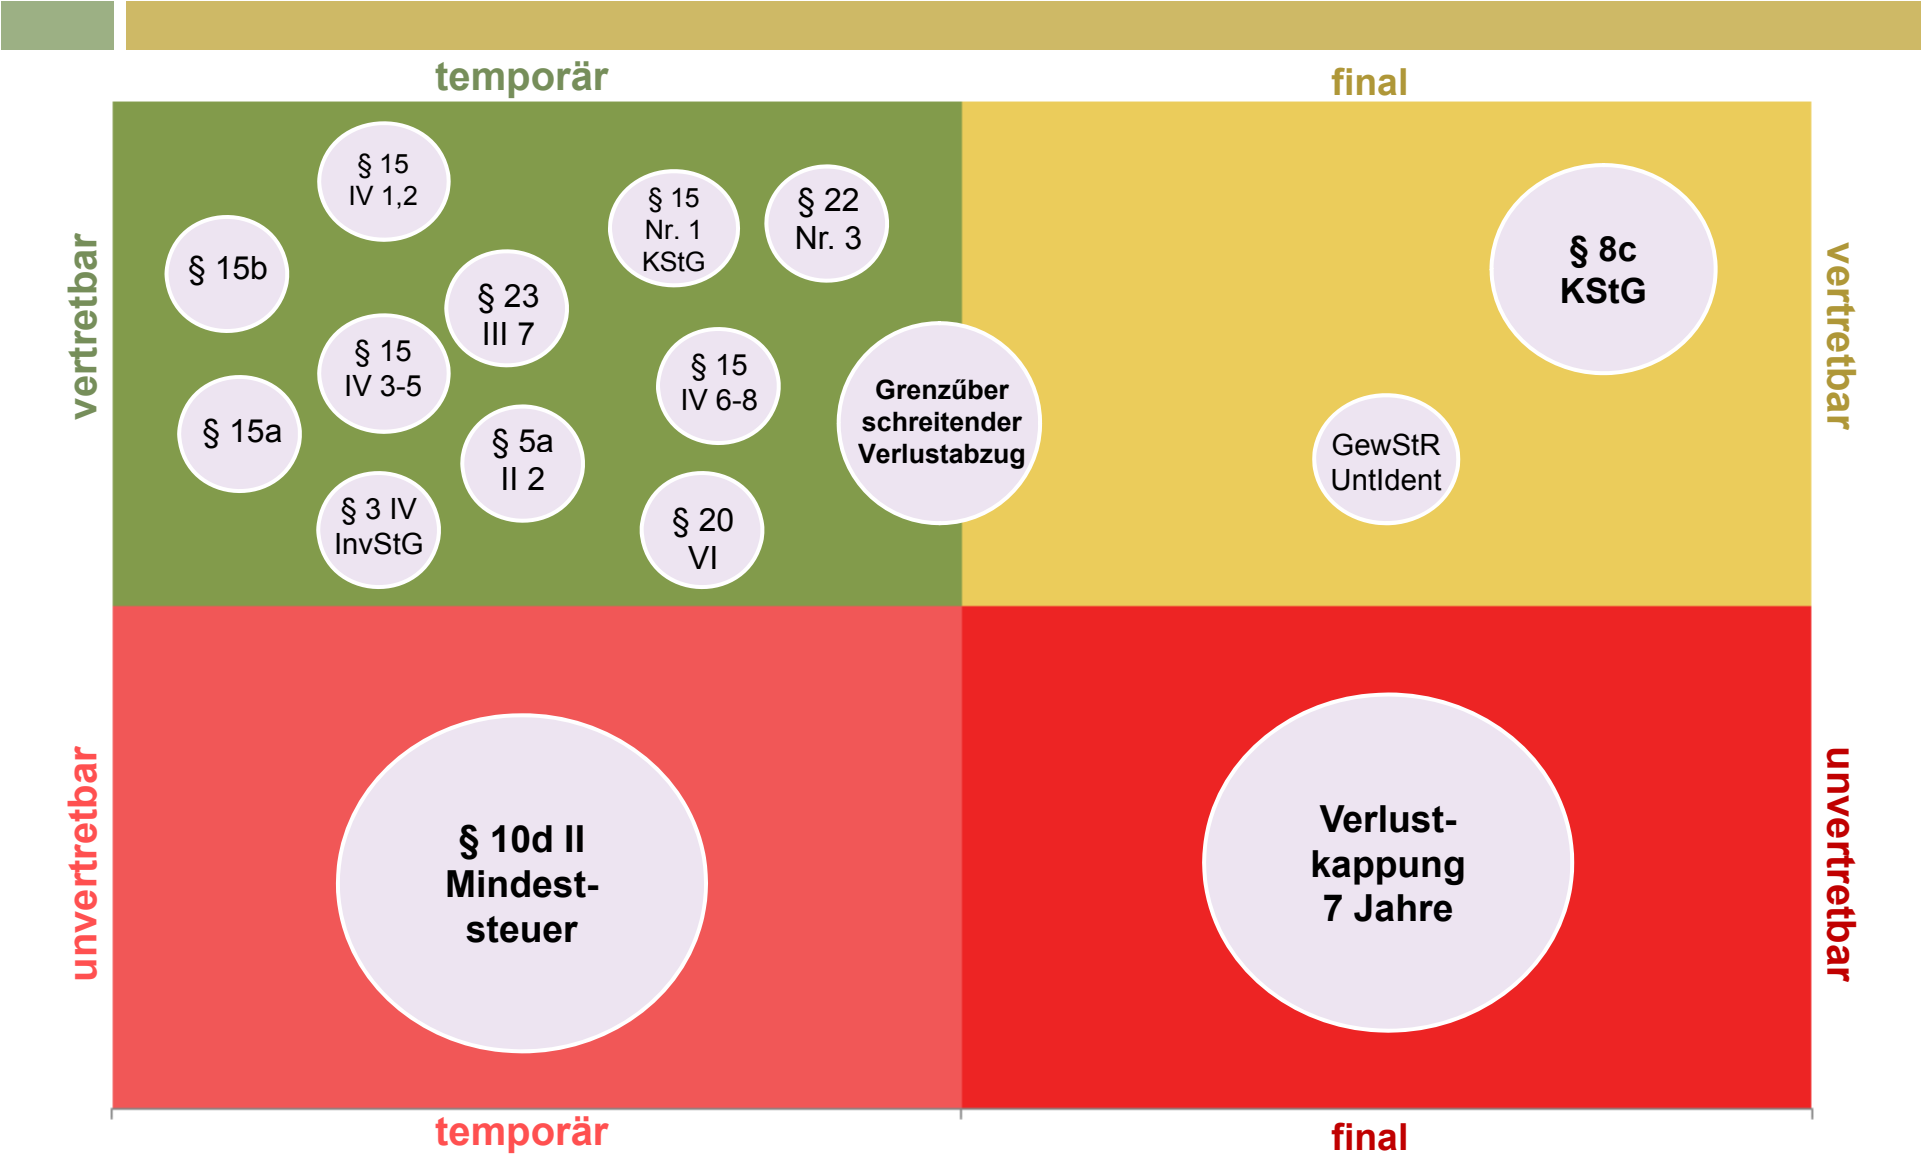 temporär
final
vertretbar
§ 15
IV 1,2
§ 15
Nr. 1
KStG
§ 22
Nr. 3
§ 15b
§ 23
III 7
§ 15
IV 3-5
§ 15
IV 6-8
§ 15a
§ 5a
II 2
§ 3 IV
InvStG
§ 20
VI
Grenzűber
schreitender
Verlustabzug
§ 8c
KStG
GewStR
UntIdent
vertretbar
unvertretbar
§ 10d II
Mindest-
steuer
Verlust-
kappung
7 Jahre
unvertretbar
temporär
final